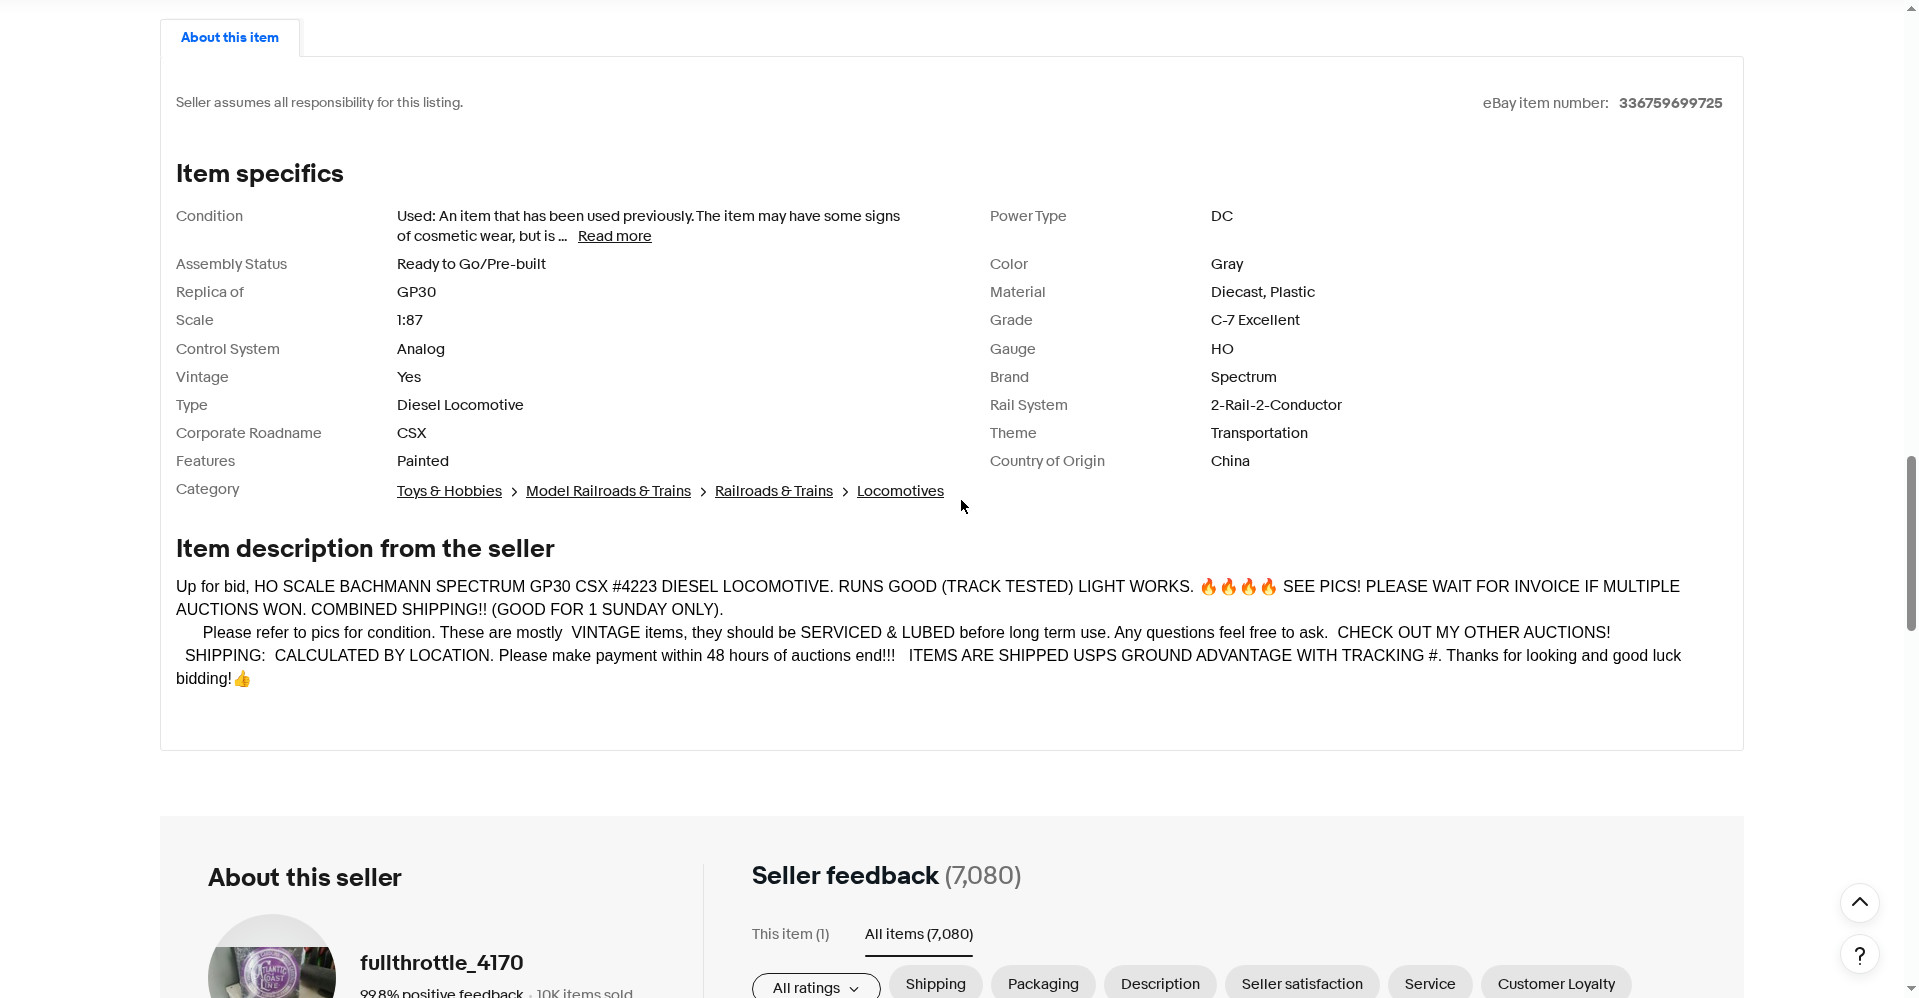 About this item
Seller assumes all responsibility for this listing.
eBay item number: 336759699725
Item specifics
Condition
Used: An item that has been used previously. The item may have some signs
of cosmetic wear, but is ... Read more
Power Type
DC
Assembly Status
Ready to Go/Pre-built
Color
Gray
Replica of
GP30
Material
Diecast, Plastic
Scale
1:87
Grade
C-7 Excellent
Control System
Analog
Gauge
HO
Vintage
Yes
Brand
Spectrum
Type
Diesel Locomotive
Rail System
2-Rail-2-Conductor
Corporate Roadname
CSX
Theme
Transportation
Features
Painted
Country of Origin
China
Category
Toys & Hobbies > Model Railroads & Trains > Railroads & Trains > Locomotives
Item description from the seller
Up for bid, HO SCALE BACHMANN SPECTRUM GP30 CSX #4223 DIESEL LOCOMOTIVE. RUNS GOOD (TRACK TESTED) LIGHT WORKS. 🔥🔥🔥🔥 SEE PICS! PLEASE WAIT FOR INVOICE IF MULTIPLE
AUCTIONS WON. COMBINED SHIPPING!! (GOOD FOR 1 SUNDAY ONLY).
Please refer to pics for condition. These are mostly VINTAGE items, they should be SERVICED & LUBED before long term use. Any questions feel free to ask. CHECK OUT MY OTHER AUCTIONS!
SHIPPING: CALCULATED BY LOCATION. Please make payment within 48 hours of auctions end!!! ITEMS ARE SHIPPED USPS GROUND ADVANTAGE WITH TRACKING #. Thanks for looking and good luck
bidding!👍
About this seller
fullthrottle_4170
99.8% positive feedback · 10K items sold
Seller feedback (7,080)
This item (1)
All items (7,080)
All ratings
Shipping
Packaging
Description
Seller satisfaction
Service
Customer Loyalty
?